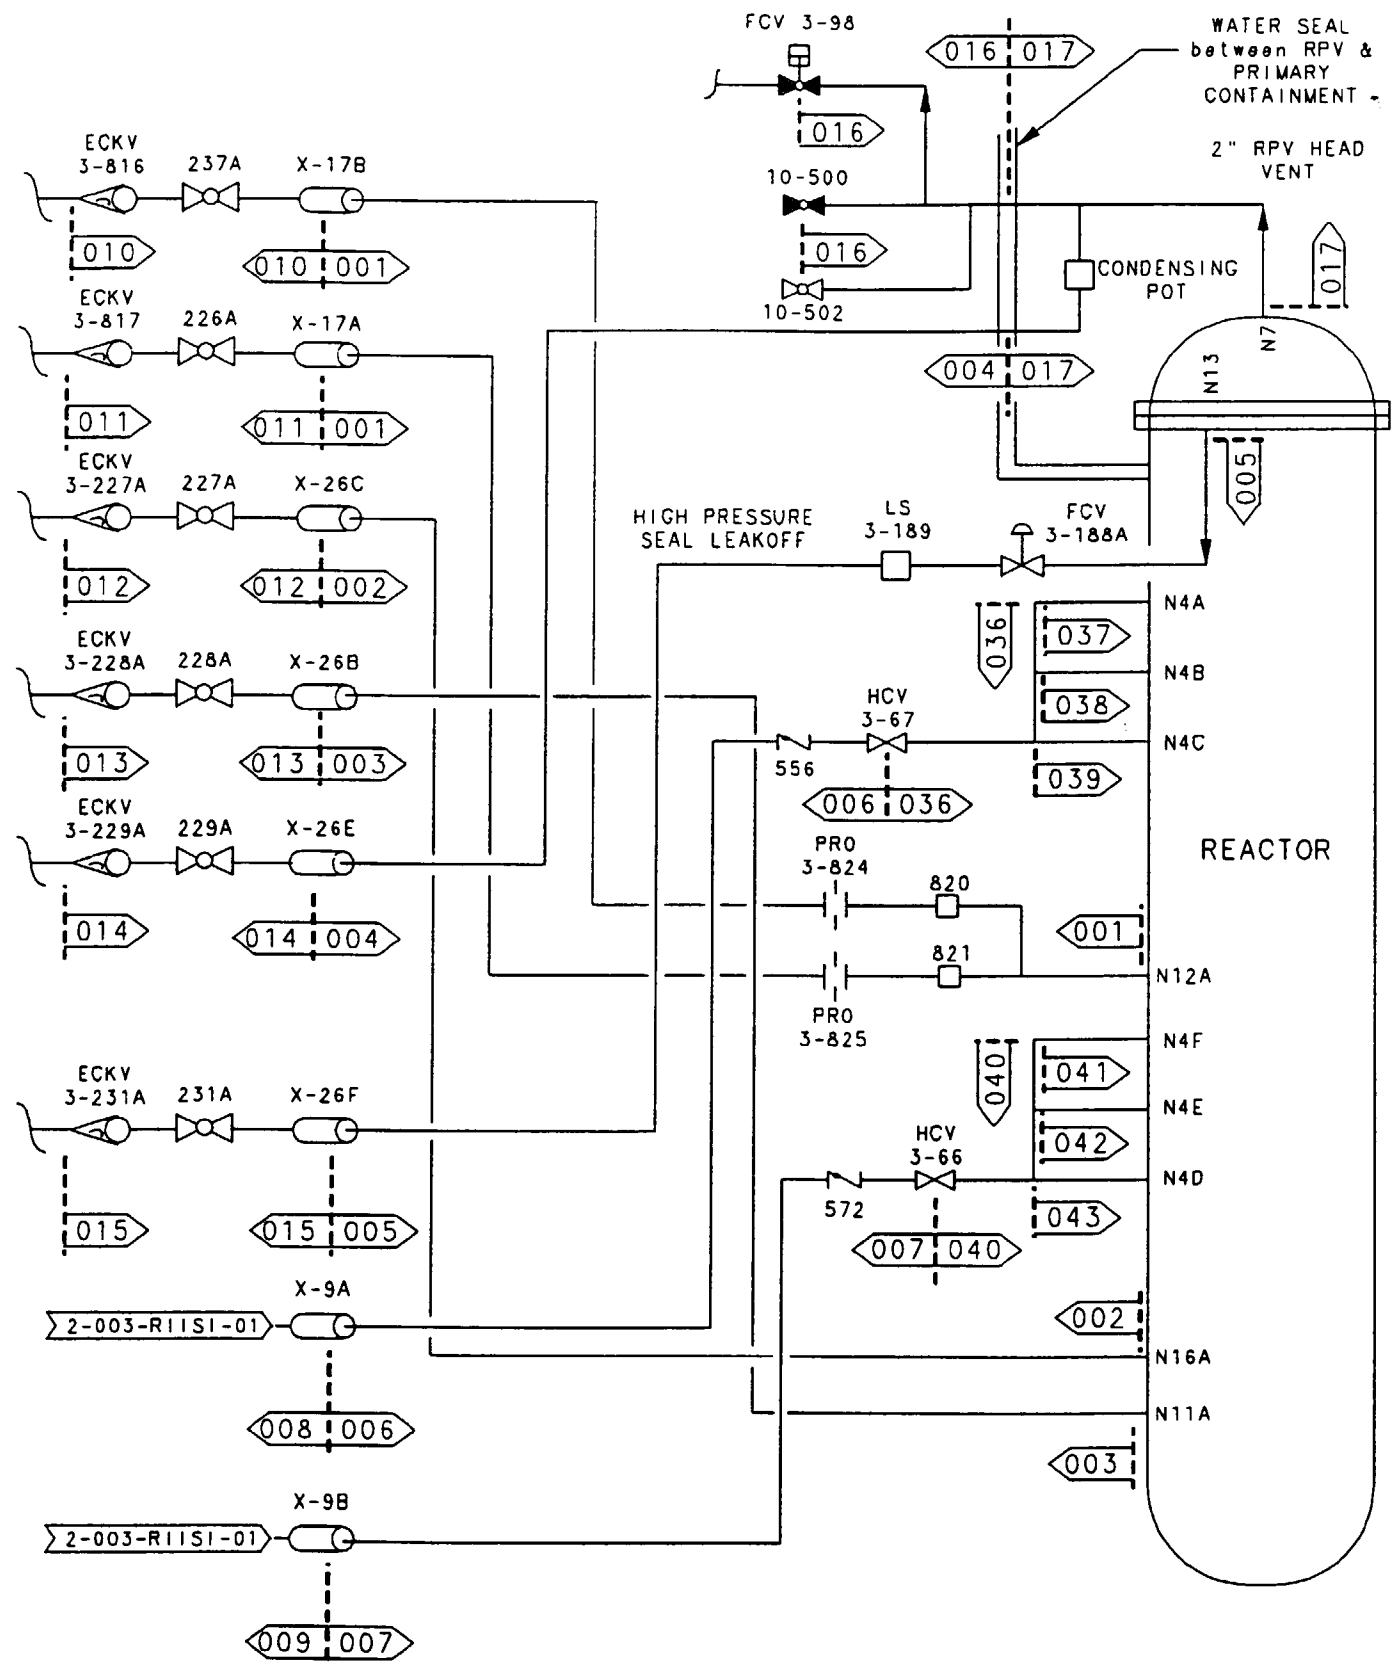 FCV 3-98
016 017
WATER SEAL
between RPV &
PRIMARY
CONTAINMENT
2" RPV HEAD
VENT
016
10-500
016
10-502
CONDENSING
POT
017
N7
N13
004 017
005
ECKV
3-816
237A
X-17B
010
010 001
ECKV
3-817
226A
X-17A
011
011 001
ECKV
3-227A
227A
X-26C
012
012 002
HIGH PRESSURE
SEAL LEAKOFF
LS
3-189
FCV
3-188A
036
N4A
037
N4B
038
N4C
039
ECKV
3-228A
228A
X-26B
013
013 003
HCV
3-67
556
006 036
REACTOR
ECKV
3-229A
229A
X-26E
014
014 004
PRO
3-824
820
001
821
N12A
PRO
3-825
040
N4F
041
N4E
042
N4D
043
ECKV
3-231A
231A
X-26F
015
015 005
HCV
3-66
572
007 040
X-9A
2-003-RIISI-01
008 006
002
N16A
N11A
003
X-9B
2-003-RIISI-01
009 007